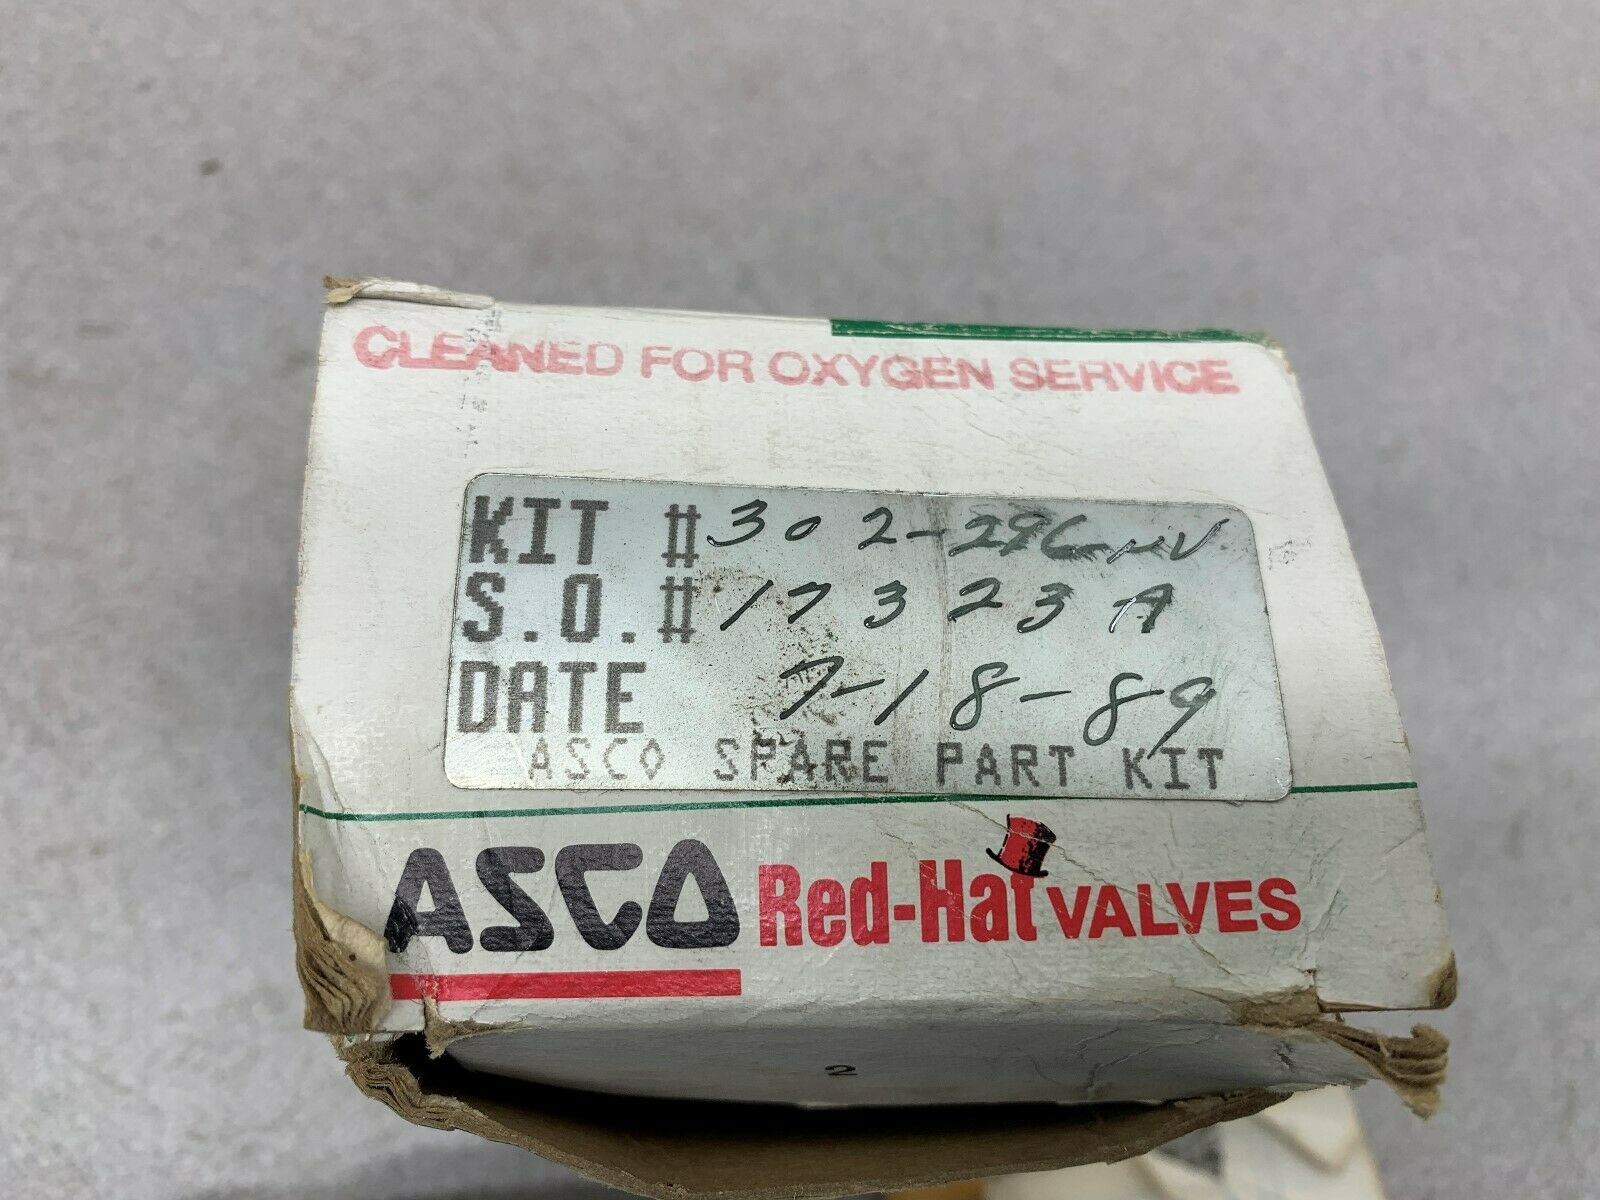 CLEANED FOR OXYGEN SERVICE
KIT #302-296-
S.O.#17323A
DATE 7-18-89
ASCO SPARE PART KIT
ASCO Red-Hat VALVES
2